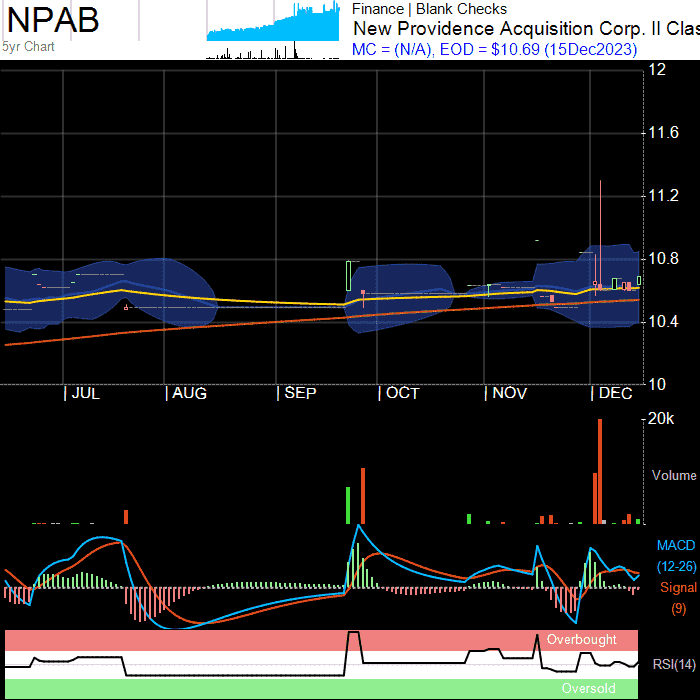 NPAB
5yr Chart
Finance | Blank Checks
New Providence Acquisition Corp. II Clas
MC = (N/A), EOD = $10.69 (15Dec2023)
12
11.6
11.2
10.8
10.4
10
JUL
AUG
SEP
OCT
NOV
DEC
20k
Volume
MACD
(12-26)
Signal
(9)
Overbought
RSI(14)
Oversold